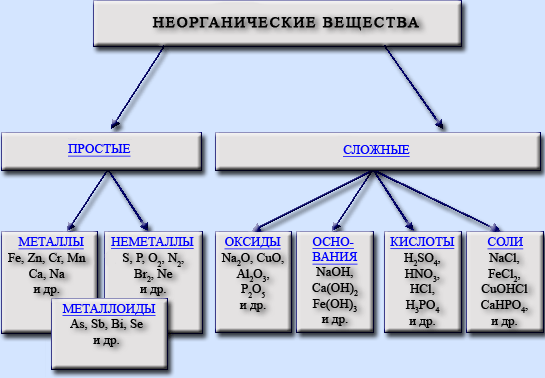 НЕОРГАНИЧЕСКИЕ ВЕЩЕСТВА
ПРОСТЫЕ
СЛОЖНЫЕ
МЕТАЛЛЫ
Fe, Zn, Cr, Mn
Ca, Na
и др.
НЕМЕТАЛЛЫ
S, P, O₂, N₂,
Br₂, Ne
и др.
МЕТАЛЛОИДЫ
As, Sb, Bi, Se
и др.
ОКСИДЫ
Na₂O, CuO,
Al₂O₃,
P₂O₅
и др.
ОСНО-
ВАНИЯ
NaOH,
Ca(OH)₂
Fe(OH)₃
и др.
КИСЛОТЫ
H₂SO₄,
HNO₃,
HCl,
H₃PO₄
и др.
СОЛИ
NaCl,
FeCl₂,
CuOHCl
CaHPO₄,
и др.